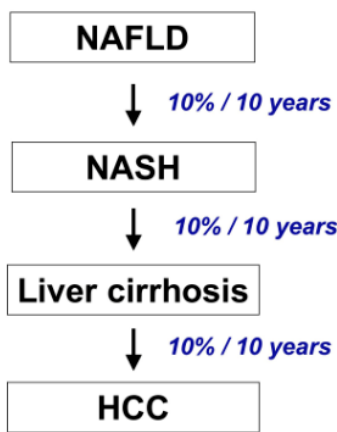 NAFLD
10% / 10 years
NASH
10% / 10 years
Liver cirrhosis
10% / 10 years
HCC